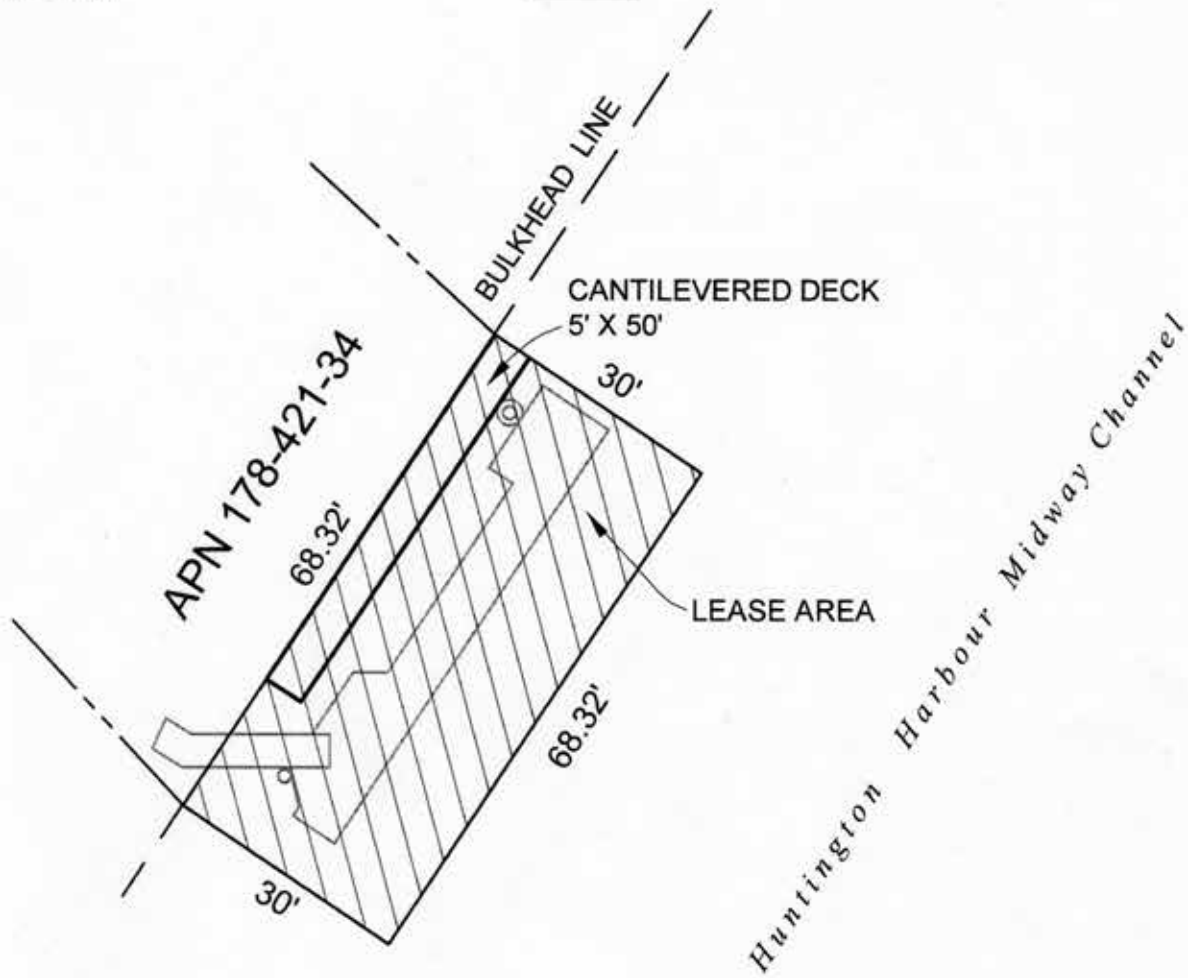 BULKHEAD LINE
CANTILEVERED DECK
5' X 50'
30'
APN 178-421-34
68.32'
LEASE AREA
68.32'
30'
Huntington Harbour Midway Channel